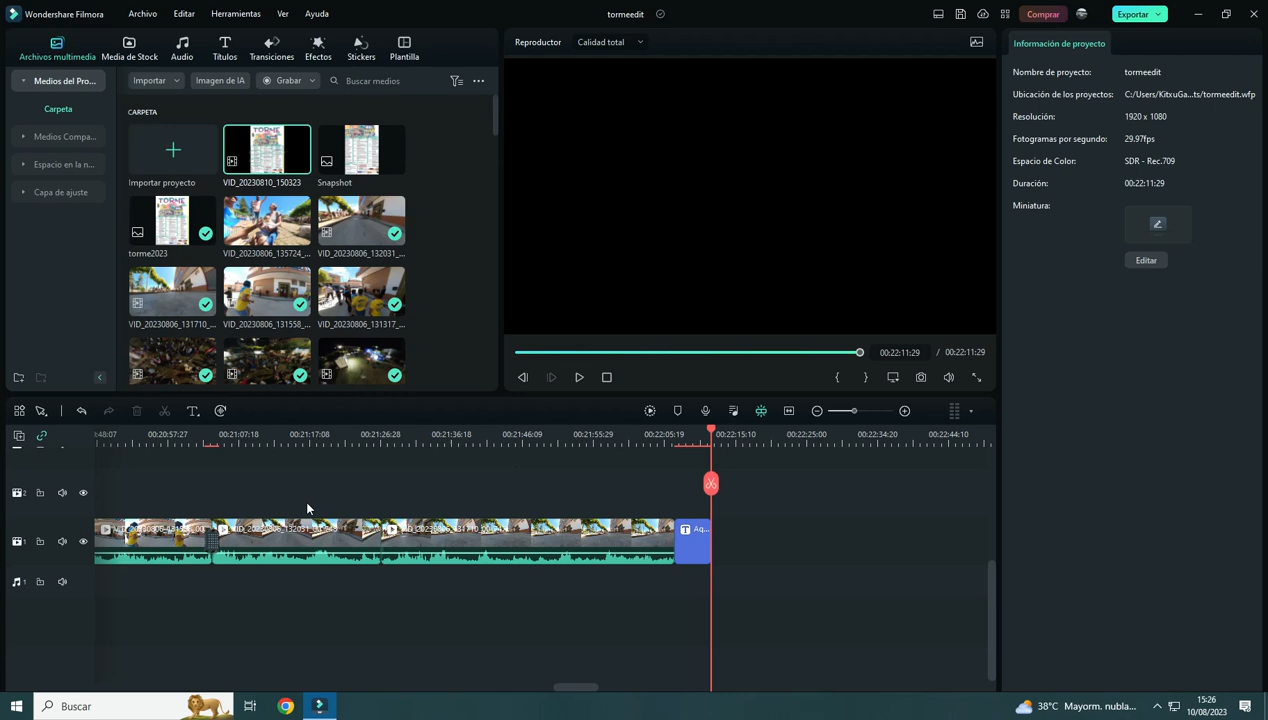 Wondershare Filmora Archivo Editar Herramientas Ver Ayuda tormeedit Comprar Exportar
Archivos multimedia Media de Stock Audio Títulos Transiciones Efectos Stickers Plantilla
Reproductor Calidad total
Información de proyecto
Medios del Pro...
Carpeta
Medios Compa...
Espacio en la n...
Capa de ajuste
Importar Imagen de IA Grabar Buscar medios
CARPETA
Importar proyecto VID_20230810_150323 Snapshot
torme2023 VID_20230806_135724_... VID_20230806_132031_...
VID_20230806_131710_... VID_20230806_131558_... VID_20230806_131317_...
TORME
00:22:11:29 / 00:22:11:29
Nombre de proyecto: tormeedit
Ubicación de los proyectos: C:/Users/KitxuGa...ts/tormeedit.wfp
Resolución: 1920 x 1080
Fotogramas por segundo: 29.97fps
Espacio de Color: SDR - Rec.709
Duración: 00:22:11:29
Miniatura:
Editar
:48:07 00:20:57:27 00:21:07:18 00:21:17:08 00:21:26:28 00:21:36:18 00:21:46:09 00:21:55:29 00:22:05:19 00:22:15:10 00:22:25:00 00:22:34:20 00:22:44:10
2
1
1
Aq...
Buscar
38°C Mayorm. nubla...
15:26
10/08/2023